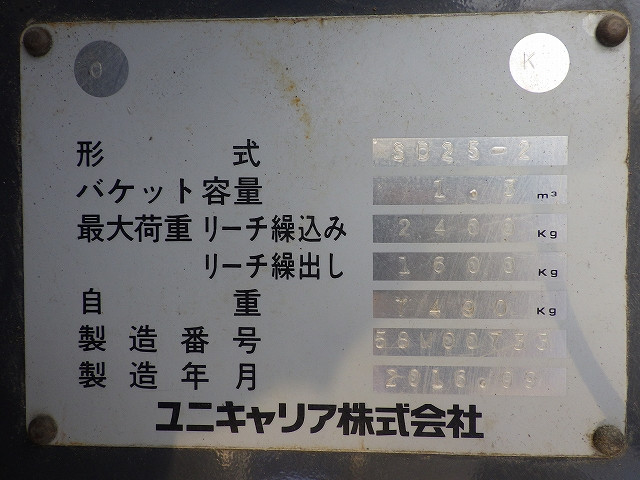 O K
形式 SB25-2
バケット容量 m³
最大荷重 リーチ繰込み 2400 Kg
リーチ繰出し 1600 Kg
自重 Kg
製造番号
製造年月
ユニキャリア株式会社